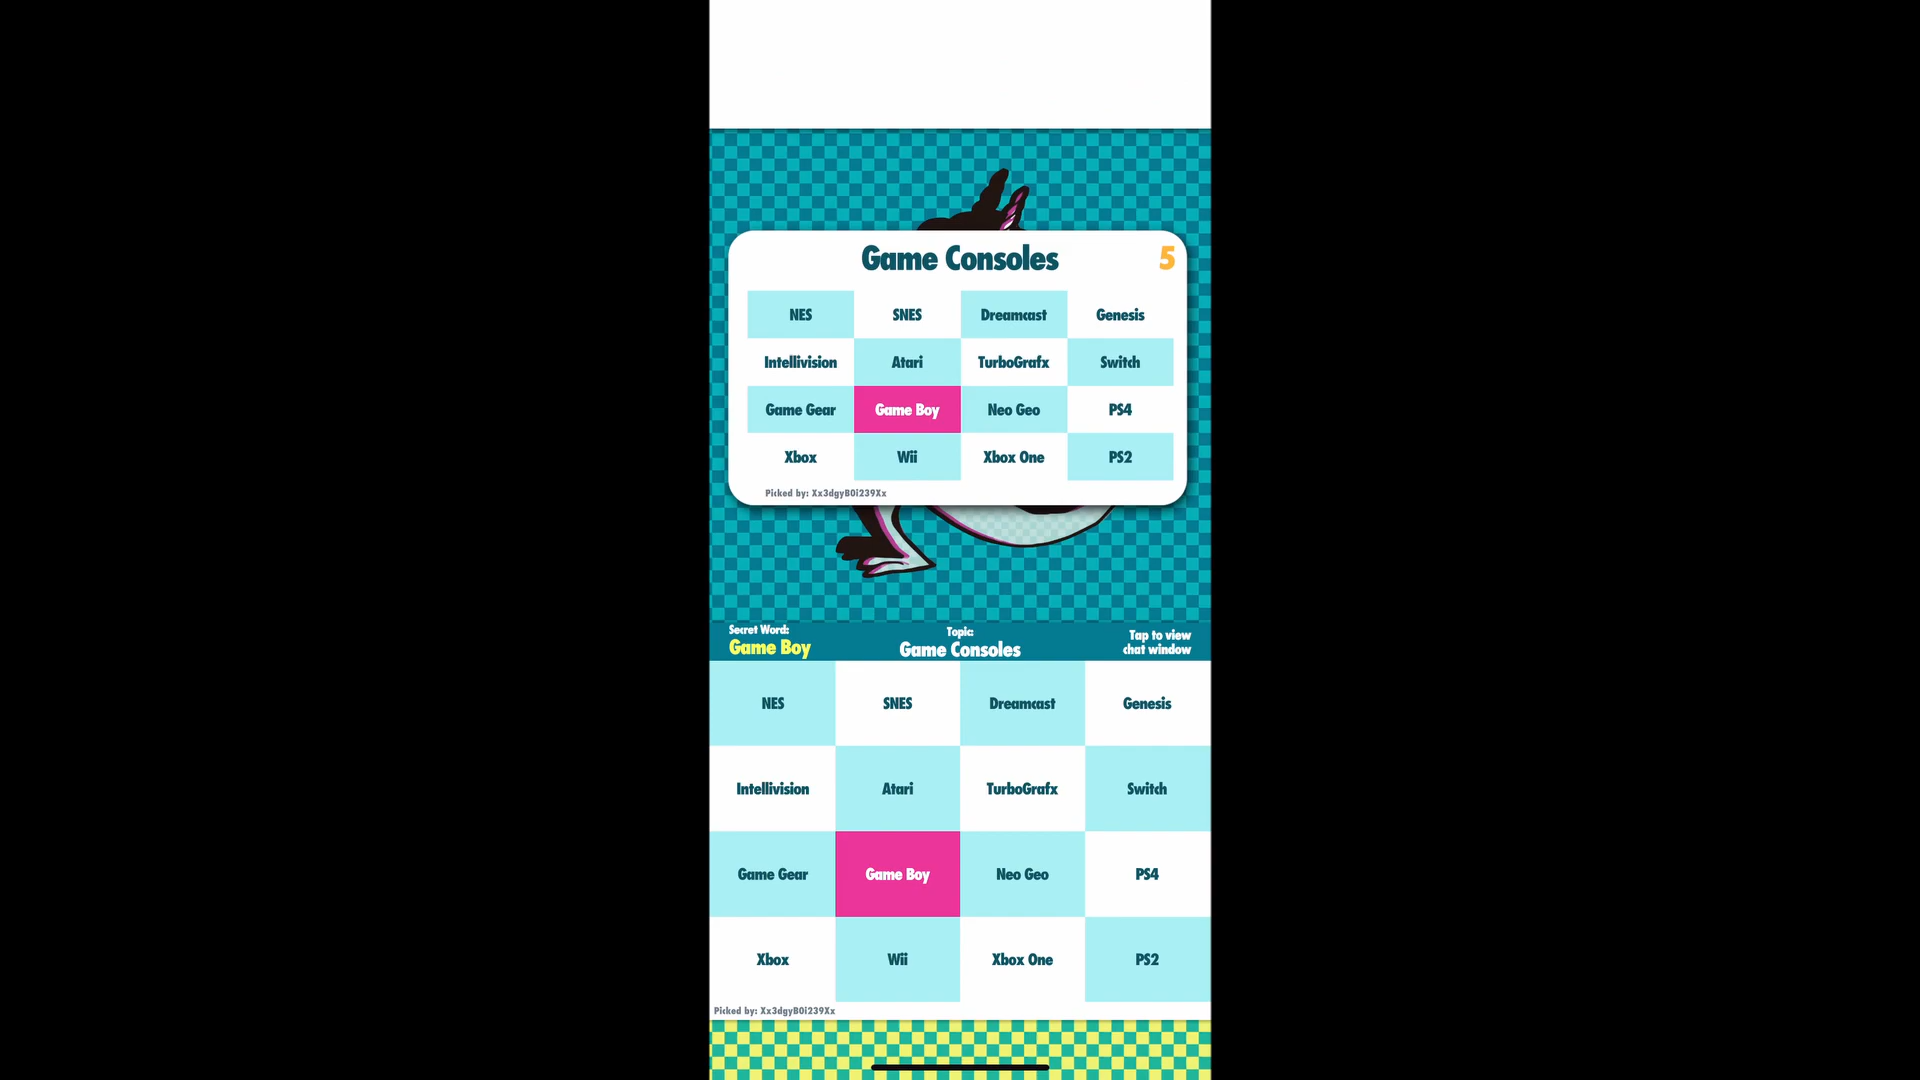 Game Consoles
5
NES SNES Dreamcast Genesis
Intellivision Atari TurboGrafx Switch
Game Gear Game Boy Neo Geo PS4
Xbox Wii Xbox One PS2
Picked by: Xx3dgyB0i239Xx
Secret Word:
Game Boy
Topic:
Game Consoles
Tap to view
chat window
NES SNES Dreamcast Genesis
Intellivision Atari TurboGrafx Switch
Game Gear Game Boy Neo Geo PS4
Xbox Wii Xbox One PS2
Picked by: Xx3dgyB0i239Xx